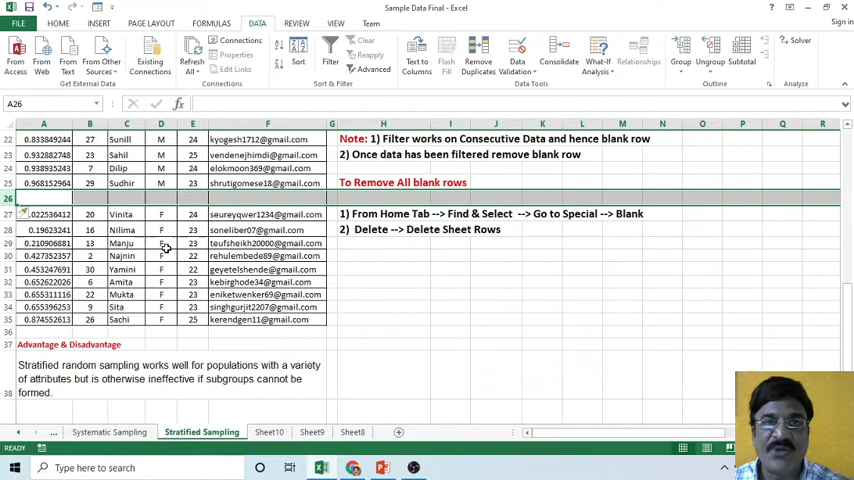 Sample Data Final - Excel
Sign in
FILE HOME INSERT PAGE LAYOUT FORMULAS DATA REVIEW VIEW Team
From Access
From Web
From Text
From Other Sources
Existing Connections
Get External Data
Refresh All
Connections
Properties
Edit Links
Connections
Sort
Filter
Clear
Reapply
Advanced
Sort & Filter
Text to Columns
Flash Fill
Remove Duplicates
Data Validation
Consolidate
What-If Analysis
Relationships
Data Tools
Group
Ungroup
Subtotal
Outline
Solver
Analyze
A26
fx
A B C D E F G H I J K L M N O P Q R
22 0.833849244 27 Sunill M 24 kyogesh1712@gmail.com Note: 1) Filter works on Consecutive Data and hence blank row
23 0.932882748 23 Sahil M 25 vendenejhimdi@gmail.com 2) Once data has been filtered remove blank row
24 0.938935243 7 Dilip M 23 elokmoon369@gmail.com
25 0.968152964 29 Sudhir M 23 shrutigomese18@gmail.com To Remove All blank rows
26
27 .022536412 20 Vinita F 24 seureyqwer1234@gmail.com 1) From Home Tab --> Find & Select --> Go to Special --> Blank
28 0.19623241 16 Nilima F 23 soneliber07@gmail.com 2) Delete --> Delete Sheet Rows
29 0.210906881 13 Manju F 23 teufsheikh20000@gmail.com
30 0.427352357 2 Najnin F 22 rehulembede89@gmail.com
31 0.453247691 30 Yamini F 22 geyetelshende@gmail.com
32 0.652622026 6 Amita F 23 kebirghode34@gmail.com
33 0.655311116 22 Mukta F 23 eniketwenker69@gmail.com
34 0.655396253 9 Sita F 23 singhgurjit2207@gmail.com
35 0.874552613 26 Sachi F 23 kerendgen11@gmail.com
36
37 Advantage & Disadvantage
Stratified random sampling works well for populations with a variety
of attributes but is otherwise ineffective if subgroups cannot be
38 formed.
... Systematic Sampling Stratified Sampling Sheet10 Sheet9 Sheet8
READY
Type here to search